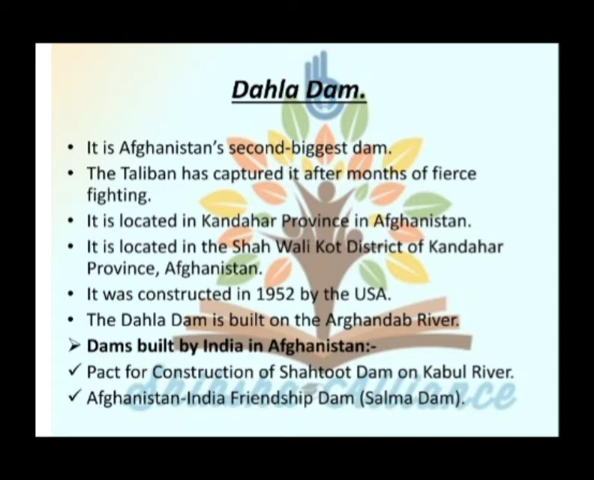 Dahla Dam.
• It is Afghanistan's second-biggest dam.
• The Taliban has captured it after months of fierce
fighting.
• It is located in Kandahar Province in Afghanistan.
• It is located in the Shah Wali Kot District of Kandahar
Province, Afghanistan.
• It was constructed in 1952 by the USA.
• The Dahla Dam is built on the Arghandab River.
➢ Dams built by India in Afghanistan:-
✓ Pact for Construction of Shahtoot Dam on Kabul River.
✓ Afghanistan-India Friendship Dam (Salma Dam).